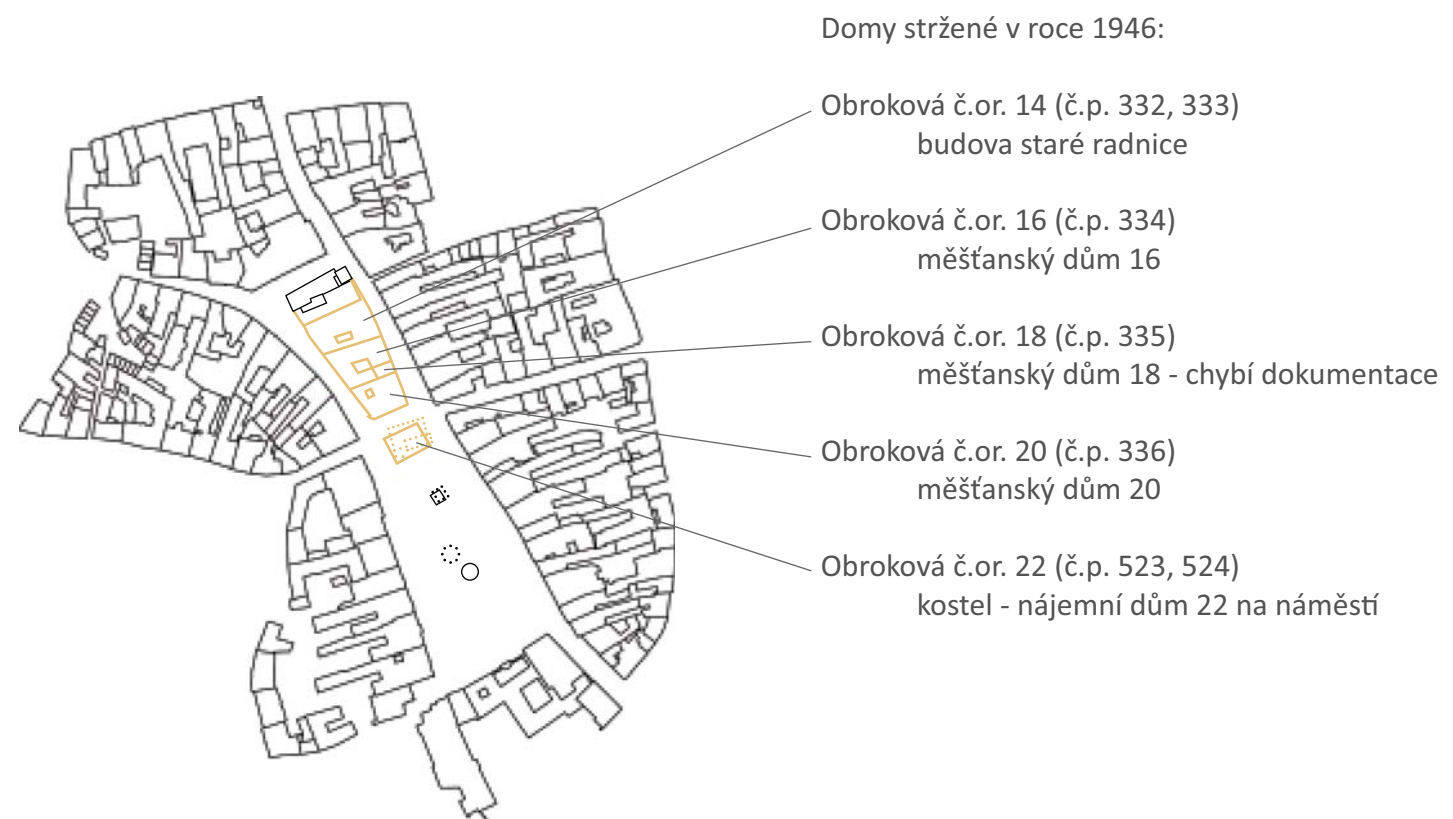 Domy stržené v roce 1946:
Obroková č.or. 14 (č.p. 332, 333)
budova staré radnice
Obroková č.or. 16 (č.p. 334)
měšťanský dům 16
Obroková č.or. 18 (č.p. 335)
měšťanský dům 18 - chybí dokumentace
Obroková č.or. 20 (č.p. 336)
měšťanský dům 20
Obroková č.or. 22 (č.p. 523, 524)
kostel - nájemní dům 22 na náměstí